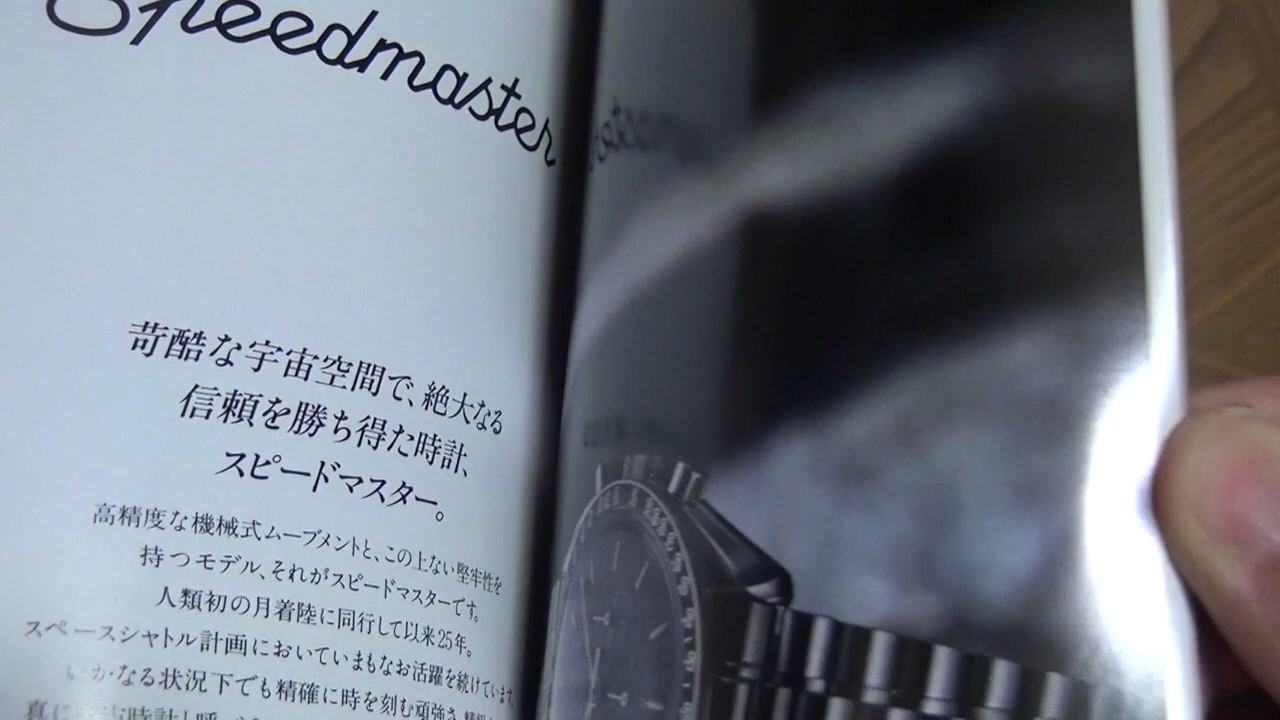 Speedmaster
苛酷な宇宙空間で、絶大なる
信頼を勝ち得た時計、
スピードマスター。
高精度な機械式ムーブメントと、この上ない堅牢性を
持つモデル、それがスピードマスターです。
人類初の月着陸に同行して以来25年。
スペースシャトル計画においていまもなお活躍を続けています。
いかなる状況下でも精確に時を刻む頑強さ